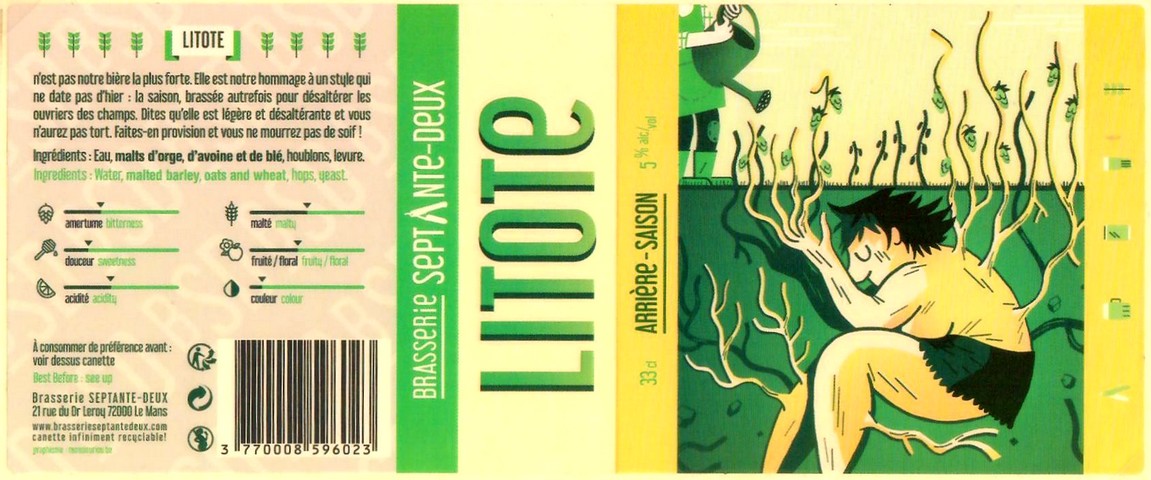 LITOTE
n'est pas notre bière la plus forte. Elle est notre hommage à un style qui
ne date pas d'hier : la saison, brassée autrefois pour désaltérer les
ouvriers des champs. Dites qu'elle est légère et désaltérante et vous
n'aurez pas tort. Faites-en provision et vous ne mourrez pas de soif !
Ingrédients : Eau, malts d'orge, d'avoine et de blé, houblons, levure.
Ingredients : Water, malted barley, oats and wheat, hops, yeast.
amertume bitterness
malté malty
douceur sweetness
fruité / floral fruity / floral
acidité acidity
couleur colour
À consommer de préférence avant :
voir dessus canette
Best Before : see up
Brasserie SEPTANTE-DEUX
21 rue du Dr Leroy 72000 Le Mans
www.brasserieseptantedeux.com
canette infiniment recyclable!
3 770008 596023
BRASSERIE SEPTANTE-DEUX
LITOTE
33 cl ARRIÈRE-SAISON 5 % alc/vol